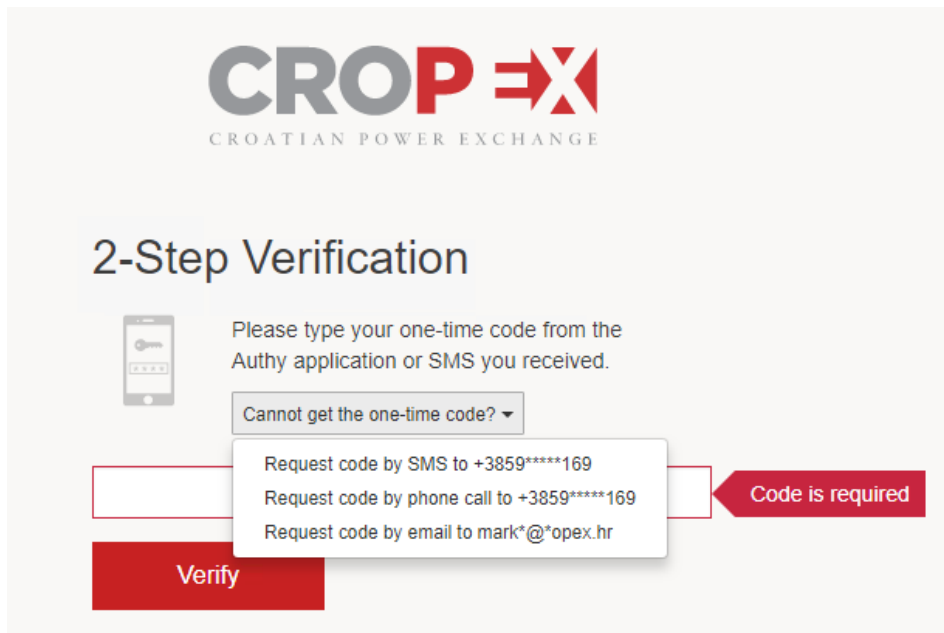 CROPEX
CROATIAN POWER EXCHANGE
2-Step Verification
Please type your one-time code from the
Authy application or SMS you received.
Cannot get the one-time code?
Request code by SMS to +3859*****169
Request code by phone call to +3859*****169
Request code by email to mark*@*opex.hr
Code is required
Verify